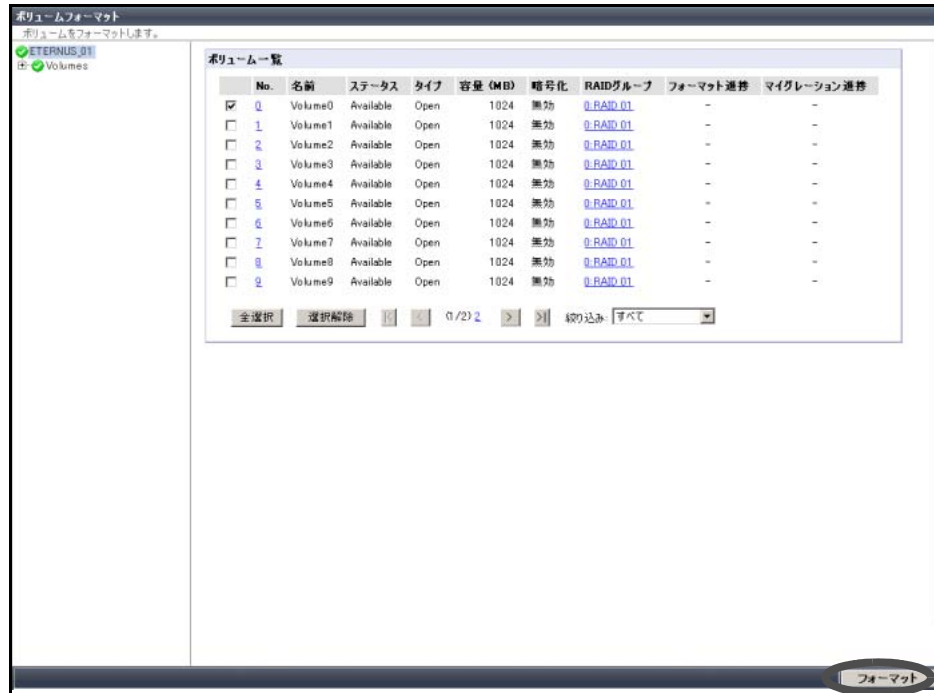 ボリュームフォーマット
ボリュームをフォーマットします。
ETERNUS_01
Volumes
ボリューム一覧
No. 名前 ステータス タイプ 容量 (MB) 暗号化 RAIDグループ フォーマット進捗 マイグレーション進捗
0 Volume0 Available Open 1024 無効 0:RAID 01 - -
1 Volume1 Available Open 1024 無効 0:RAID 01 - -
2 Volume2 Available Open 1024 無効 0:RAID 01 - -
3 Volume3 Available Open 1024 無効 0:RAID 01 - -
4 Volume4 Available Open 1024 無効 0:RAID 01 - -
5 Volume5 Available Open 1024 無効 0:RAID 01 - -
6 Volume6 Available Open 1024 無効 0:RAID 01 - -
7 Volume7 Available Open 1024 無効 0:RAID 01 - -
8 Volume8 Available Open 1024 無効 0:RAID 01 - -
9 Volume9 Available Open 1024 無効 0:RAID 01 - -
全選択 選択解除 |< < (1/2) 2 > >| 絞り込み: すべて
フォーマット